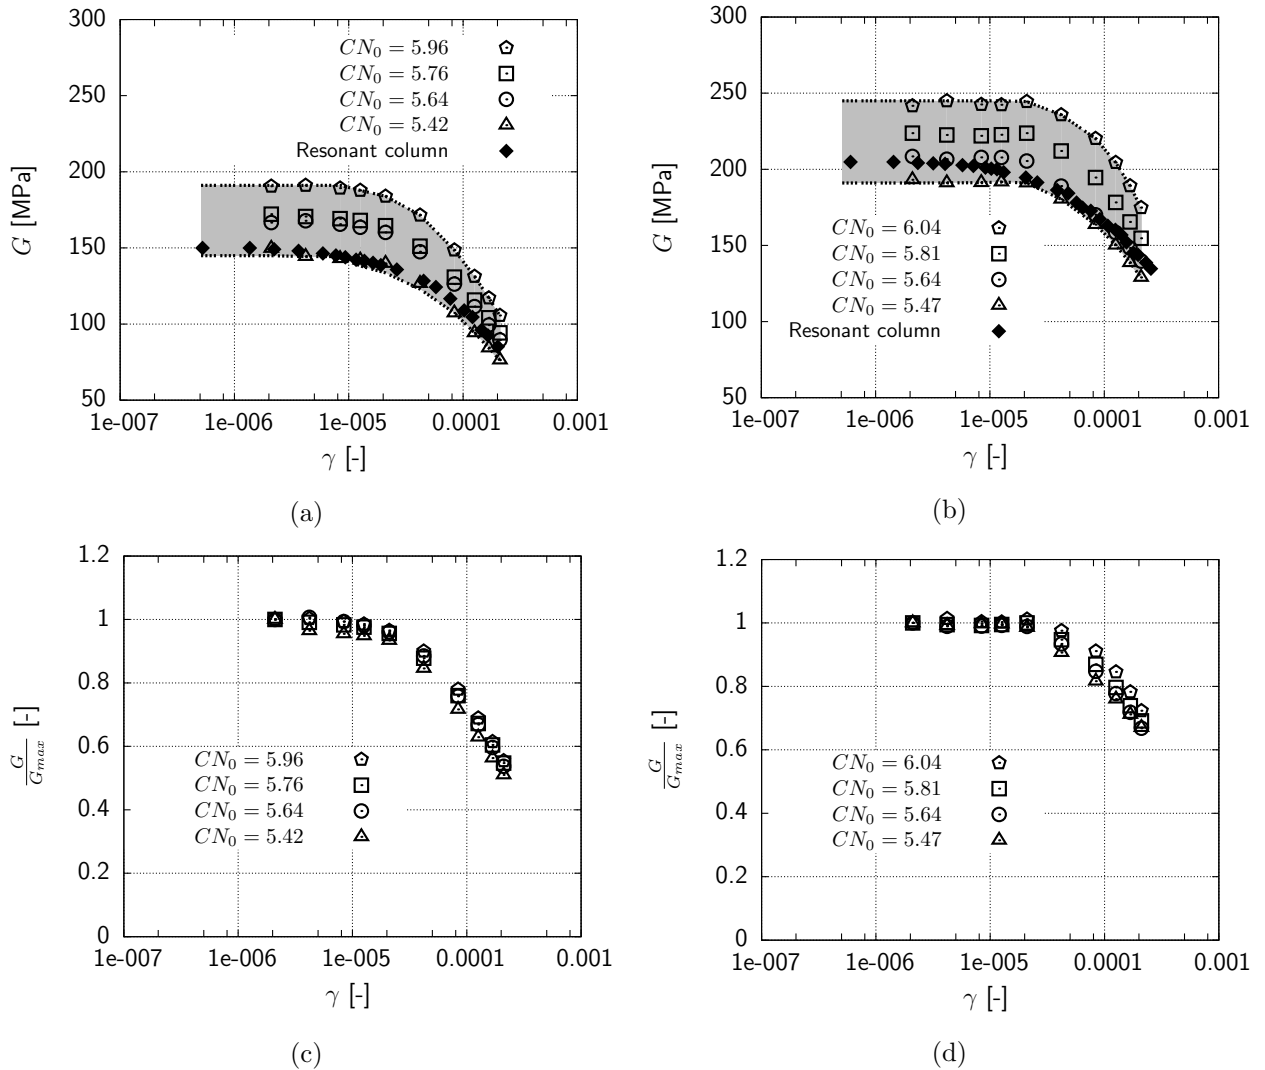 300
250
200
150
100
50
G [MPa]
CN₀ = 5.96
CN₀ = 5.76
CN₀ = 5.64
CN₀ = 5.42
Resonant column
1e-007 1e-006 1e-005 0.0001 0.001
γ [-]
(a)
300
250
200
150
100
50
G [MPa]
CN₀ = 6.04
CN₀ = 5.81
CN₀ = 5.64
CN₀ = 5.47
Resonant column
1e-007 1e-006 1e-005 0.0001 0.001
γ [-]
(b)
1.2
1
0.8
0.6
0.4
0.2
0
G/Gmax [-]
CN₀ = 5.96
CN₀ = 5.76
CN₀ = 5.64
CN₀ = 5.42
1e-007 1e-006 1e-005 0.0001 0.001
γ [-]
(c)
1.2
1
0.8
0.6
0.4
0.2
0
G/Gmax [-]
CN₀ = 6.04
CN₀ = 5.81
CN₀ = 5.64
CN₀ = 5.47
1e-007 1e-006 1e-005 0.0001 0.001
γ [-]
(d)